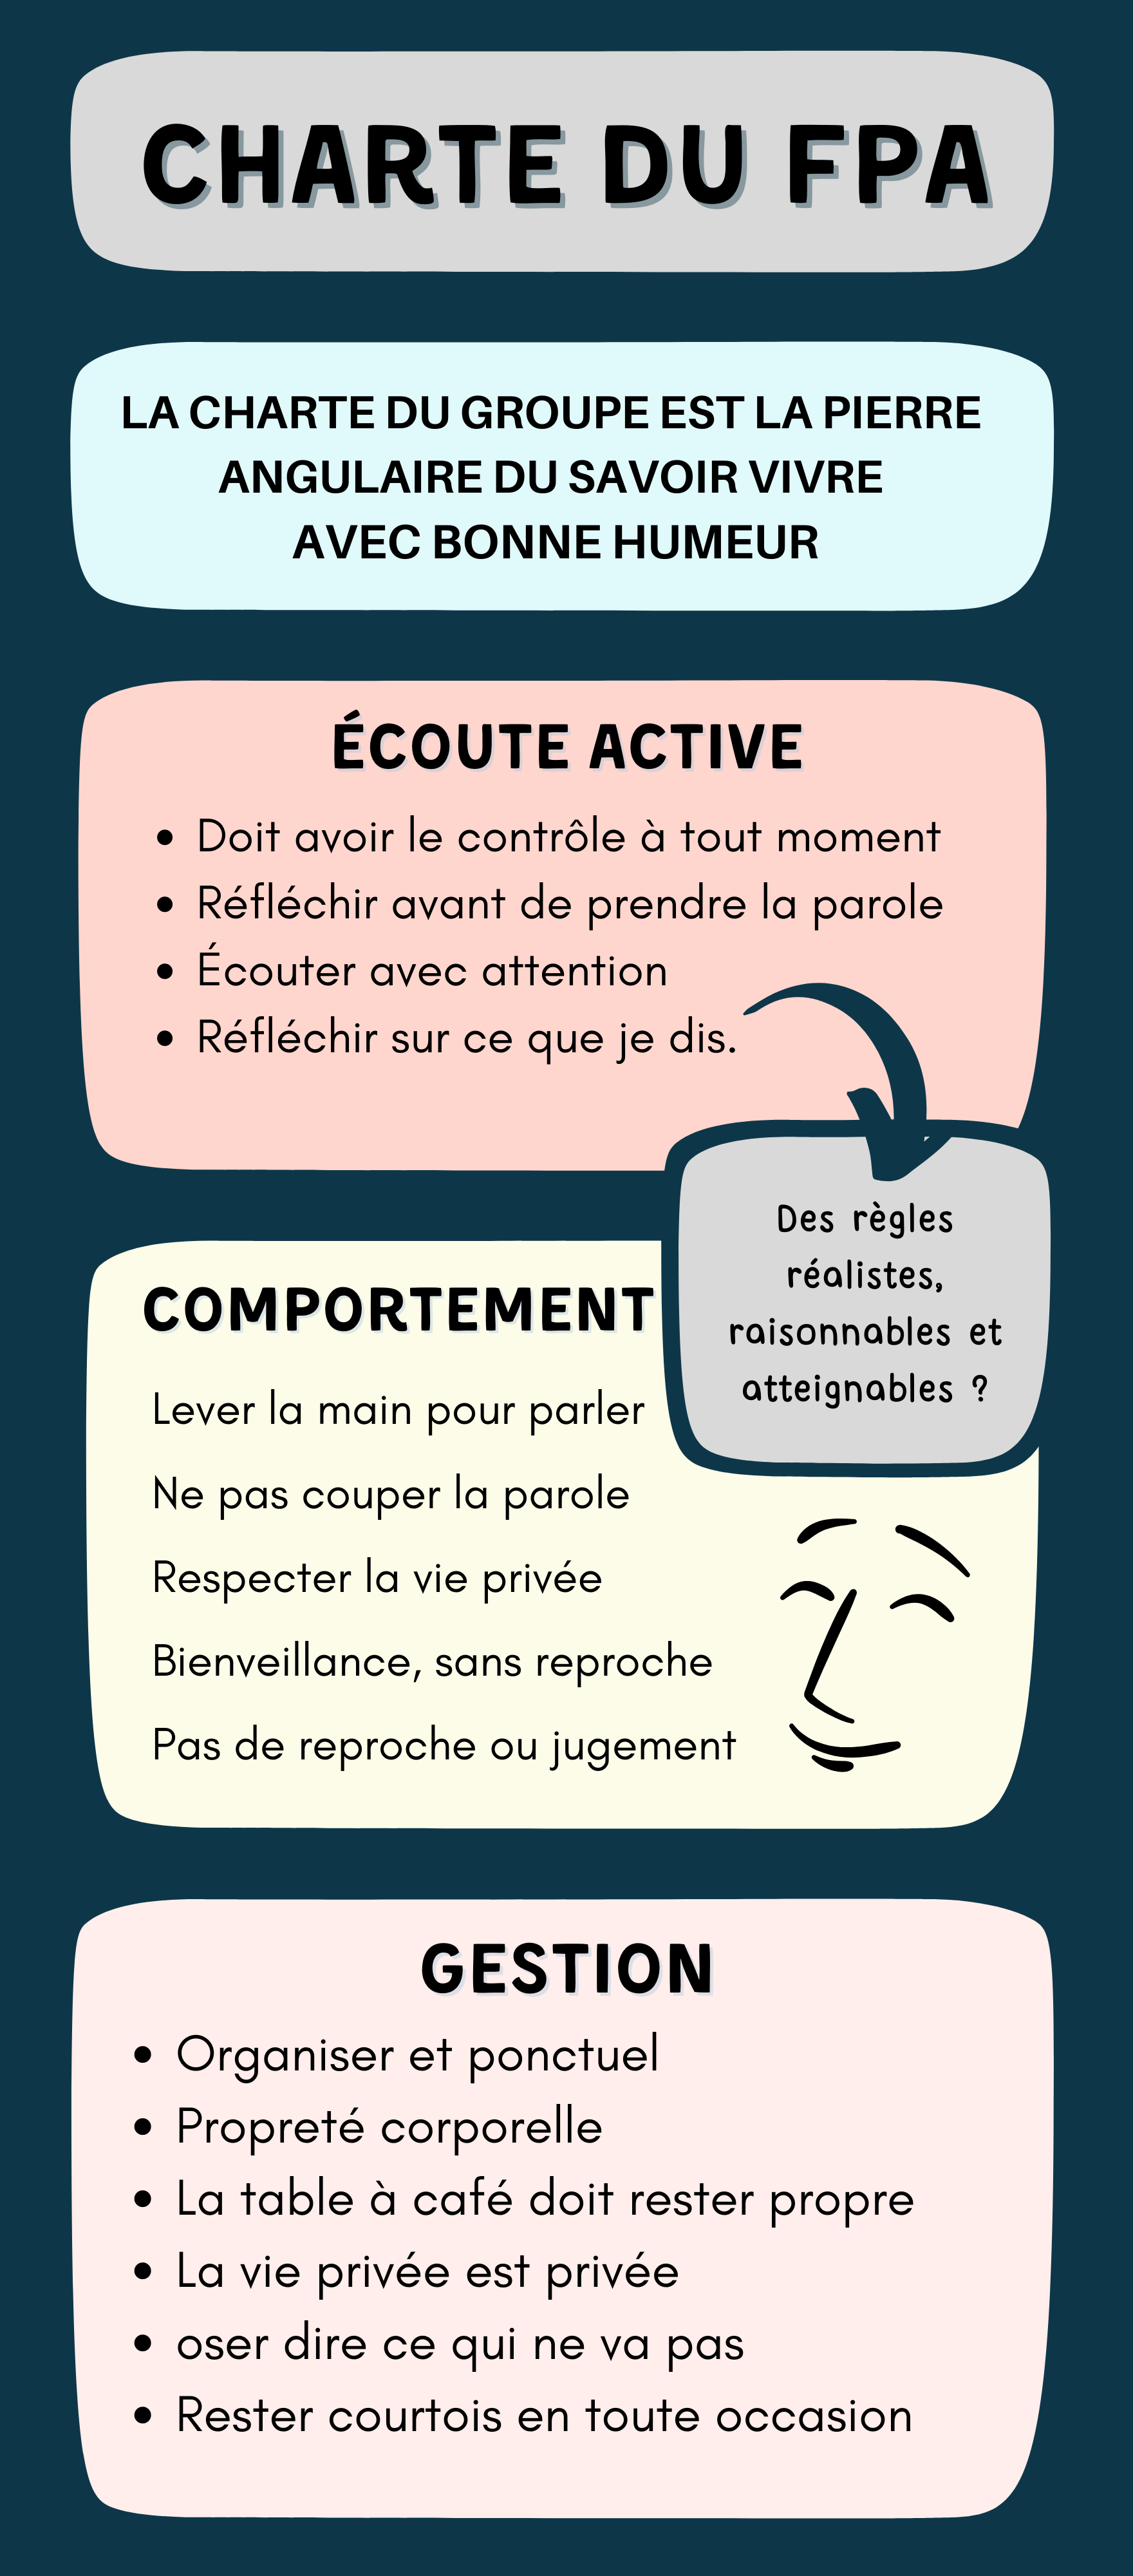 CHARTE DU FPA
LA CHARTE DU GROUPE EST LA PIERRE
ANGULAIRE DU SAVOIR VIVRE
AVEC BONNE HUMEUR
ÉCOUTE ACTIVE
• Doit avoir le contrôle à tout moment
• Réfléchir avant de prendre la parole
• Écouter avec attention
• Réfléchir sur ce que je dis.
Des règles
réalistes,
raisonnables et
atteignables ?
COMPORTEMENT
Lever la main pour parler
Ne pas couper la parole
Respecter la vie privée
Bienveillance, sans reproche
Pas de reproche ou jugement
GESTION
• Organiser et ponctuel
• Propreté corporelle
• La table à café doit rester propre
• La vie privée est privée
• oser dire ce qui ne va pas
• Rester courtois en toute occasion